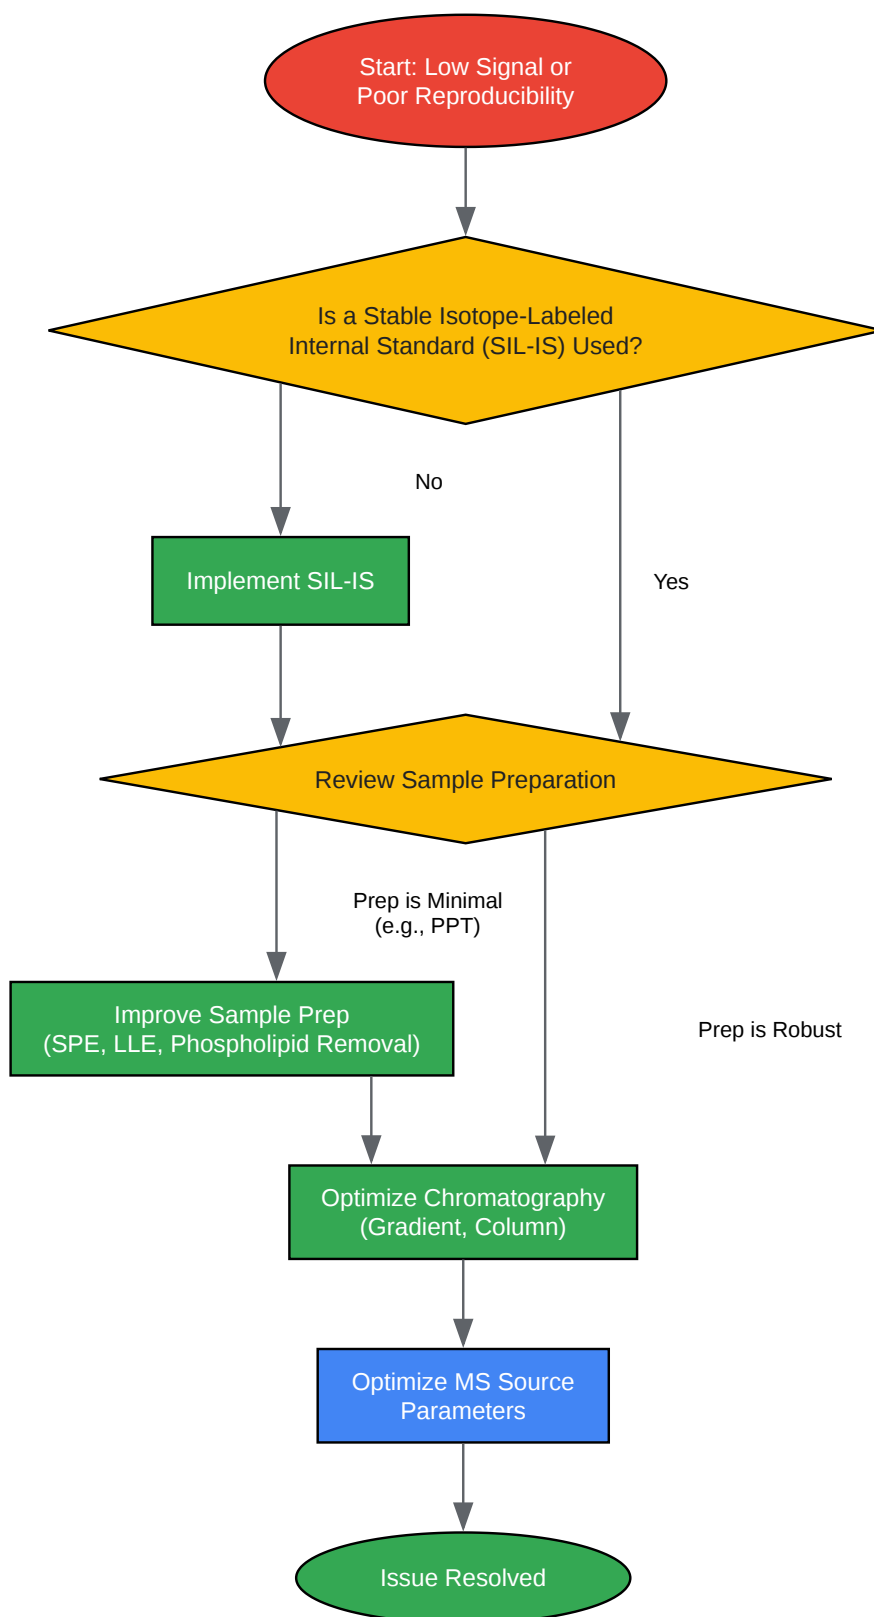 Start: Low Signal or
Poor Reproducibility
Is a Stable Isotope-Labeled
Internal Standard (SIL-IS) Used?
No
Implement SIL-IS
Yes
Review Sample Preparation
Prep is Minimal
(e.g., PPT)
Improve Sample Prep
(SPE, LLE, Phospholipid Removal)
Prep is Robust
Optimize Chromatography
(Gradient, Column)
Optimize MS Source
Parameters
Issue Resolved